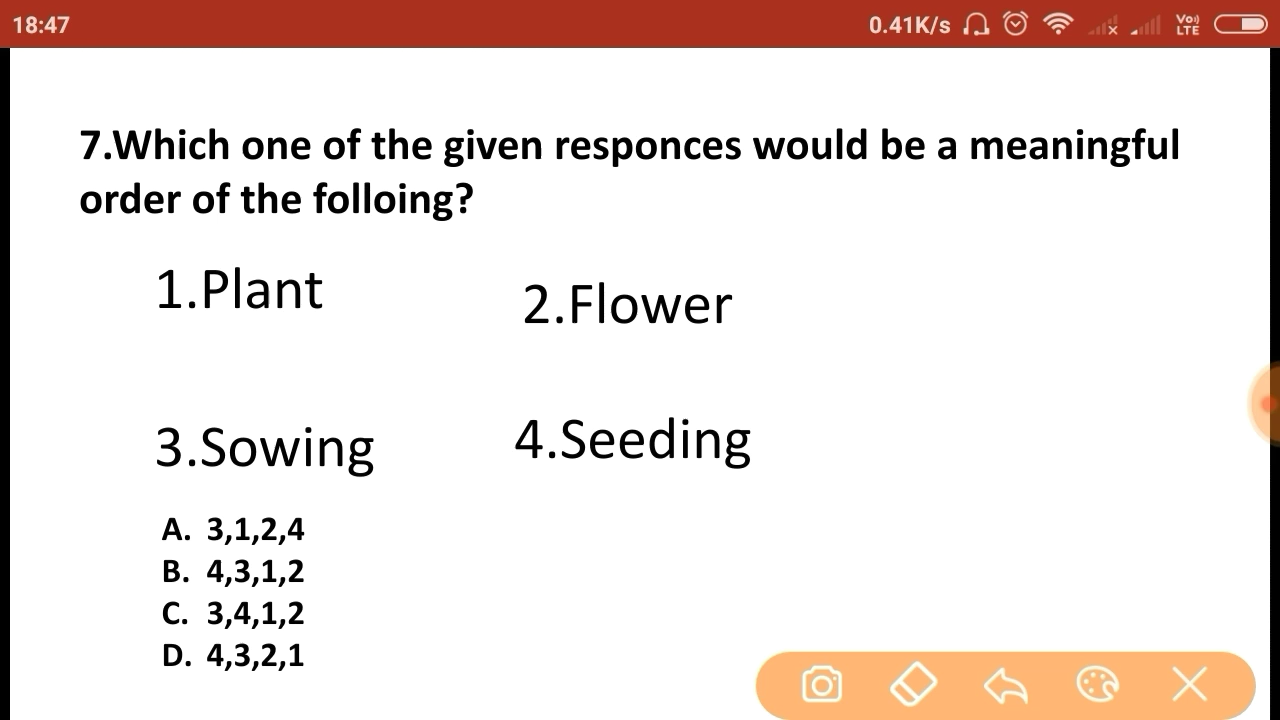 18:47 0.41K/s Vo) LTE
7.Which one of the given responces would be a meaningful
order of the folloing?
1.Plant 2.Flower
3.Sowing 4.Seeding
A. 3,1,2,4
B. 4,3,1,2
C. 3,4,1,2
D. 4,3,2,1